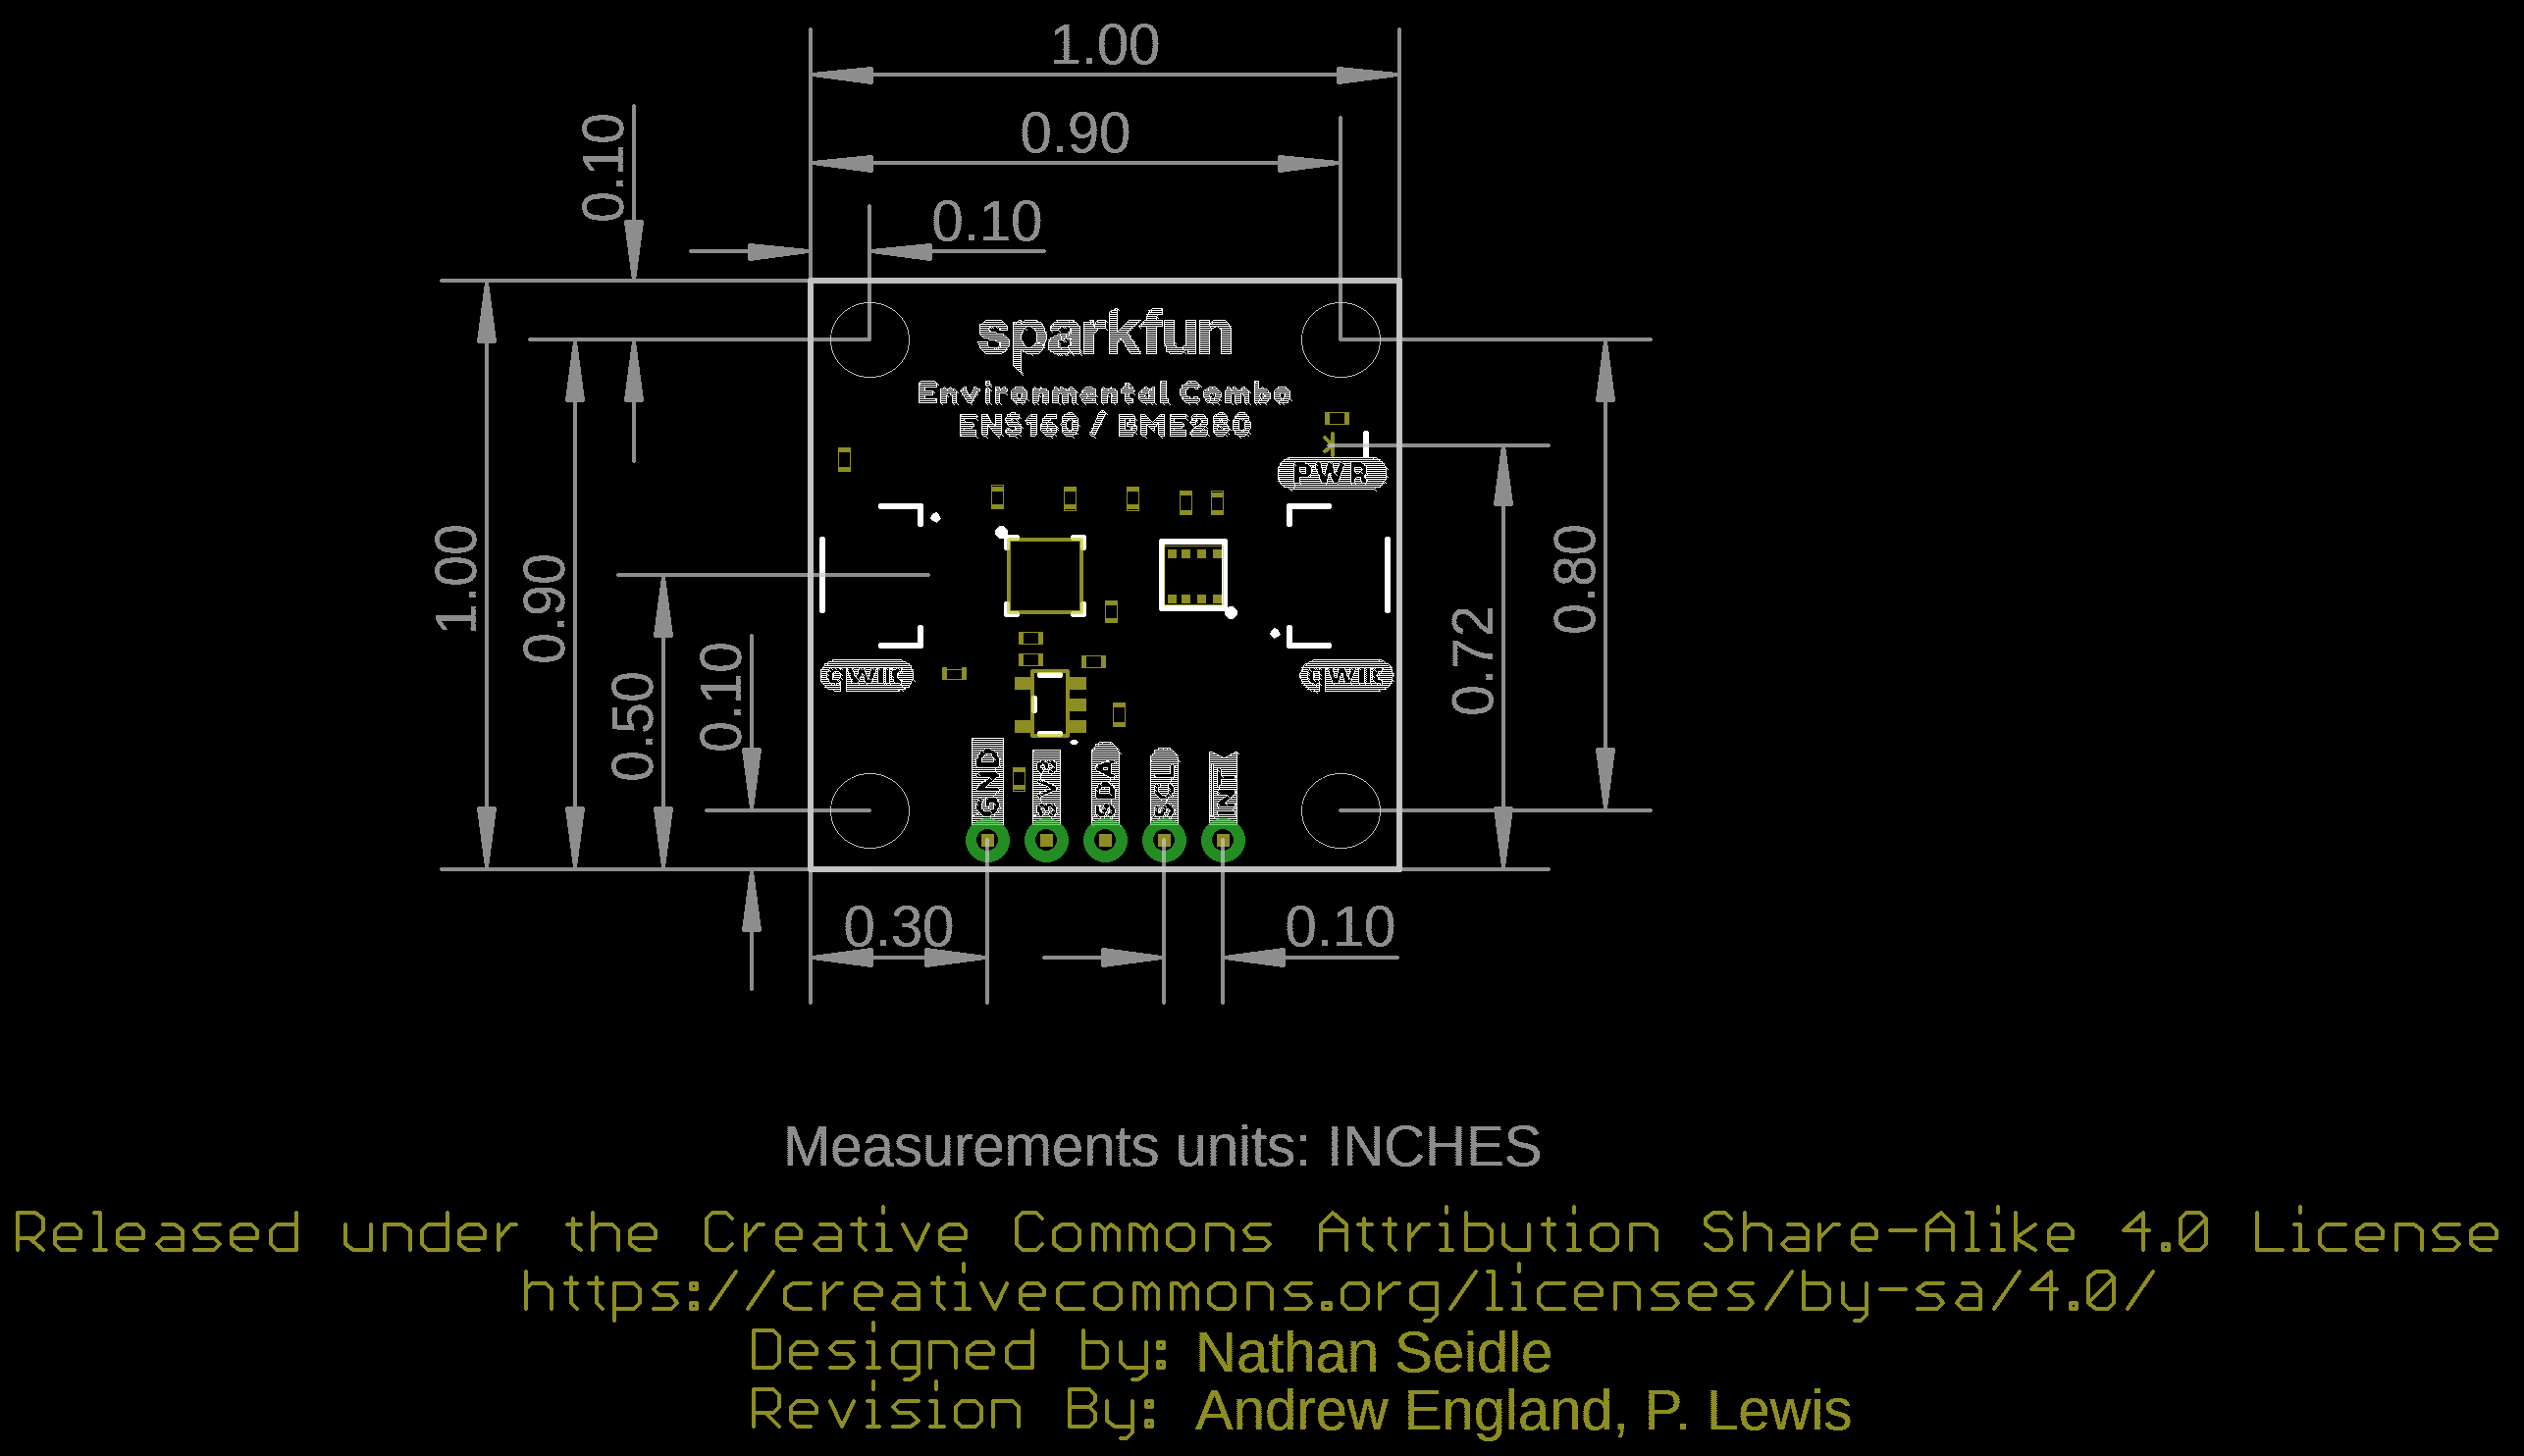 1.00
0.90
0.10
0.10
sparkfun
Environmental Combo
ENS160 / BME280
PWR
1.00
0.90
0.50
0.10
0.72
0.80
qwiic
qwiic
GND
3V3
SDA
SCL
INT
0.30
0.10
Measurements units: INCHES
Released under the Creative Commons Attribution Share-Alike 4.0 License
https://creativecommons.org/licenses/by-sa/4.0/
Designed by: Nathan Seidle
Revision By: Andrew England, P. Lewis